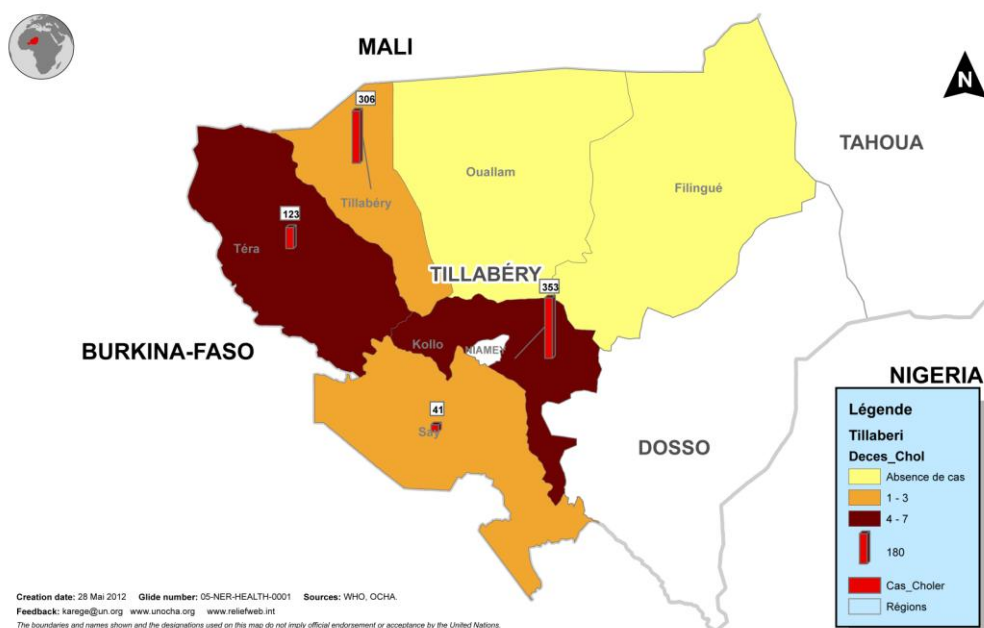 MALI
N
306
TAHOUA
Ouallam
Filingué
Tillabéry
123
Téra
TILLABÉRY
353
BURKINA-FASO
Kollo
NIAMEY
NIGERIA
41
Say
DOSSO
Légende
Tillaberi
Deces_Chol
Absence de cas
1 - 3
4 - 7
180
Cas_Choler
Régions
Creation date: 28 Mai 2012 Glide number: 05-NER-HEALTH-0001 Sources: WHO, OCHA.
Feedback: karege@un.org www.unocha.org www.reliefweb.int
The boundaries and names shown and the designations used on this map do not imply official endorsement or acceptance by the United Nations.